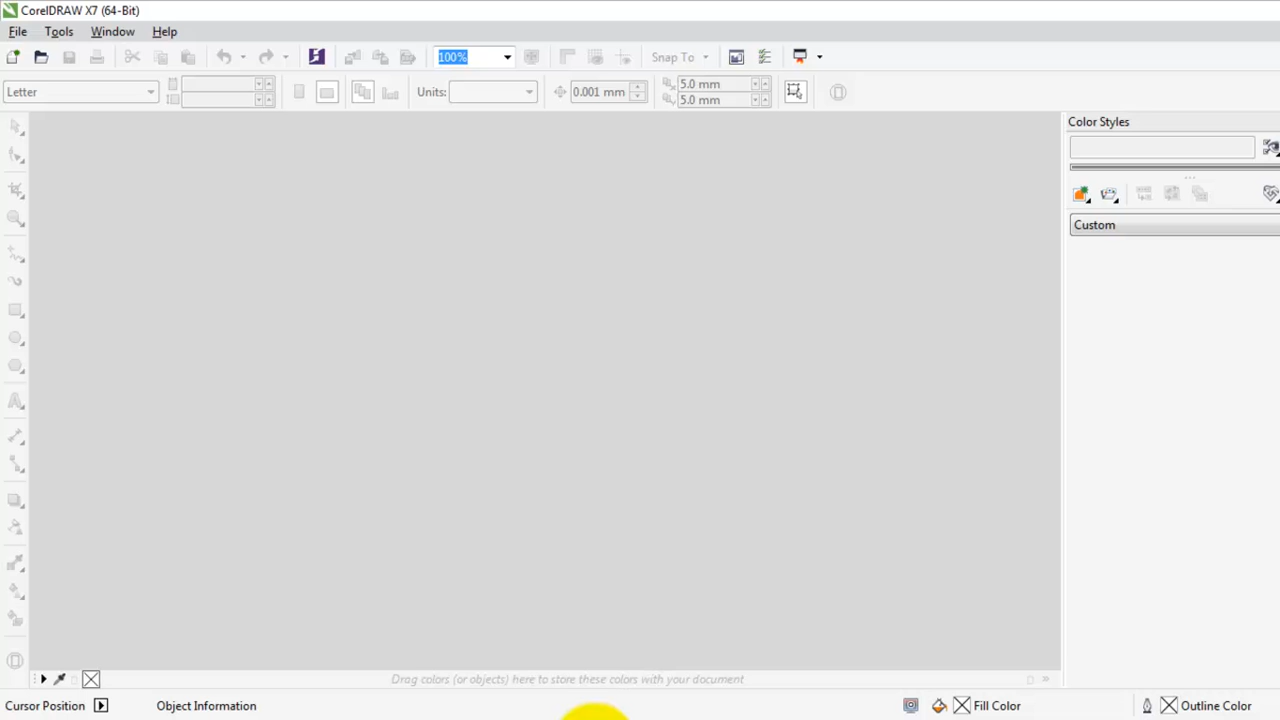 CorelDRAW X7 (64-Bit)
File Tools Window Help
100% Snap To
Letter Units: 0.001 mm 5.0 mm
5.0 mm
Color Styles
Custom
Drag colors (or objects) here to store these colors with your document
Cursor Position Object Information Fill Color Outline Color